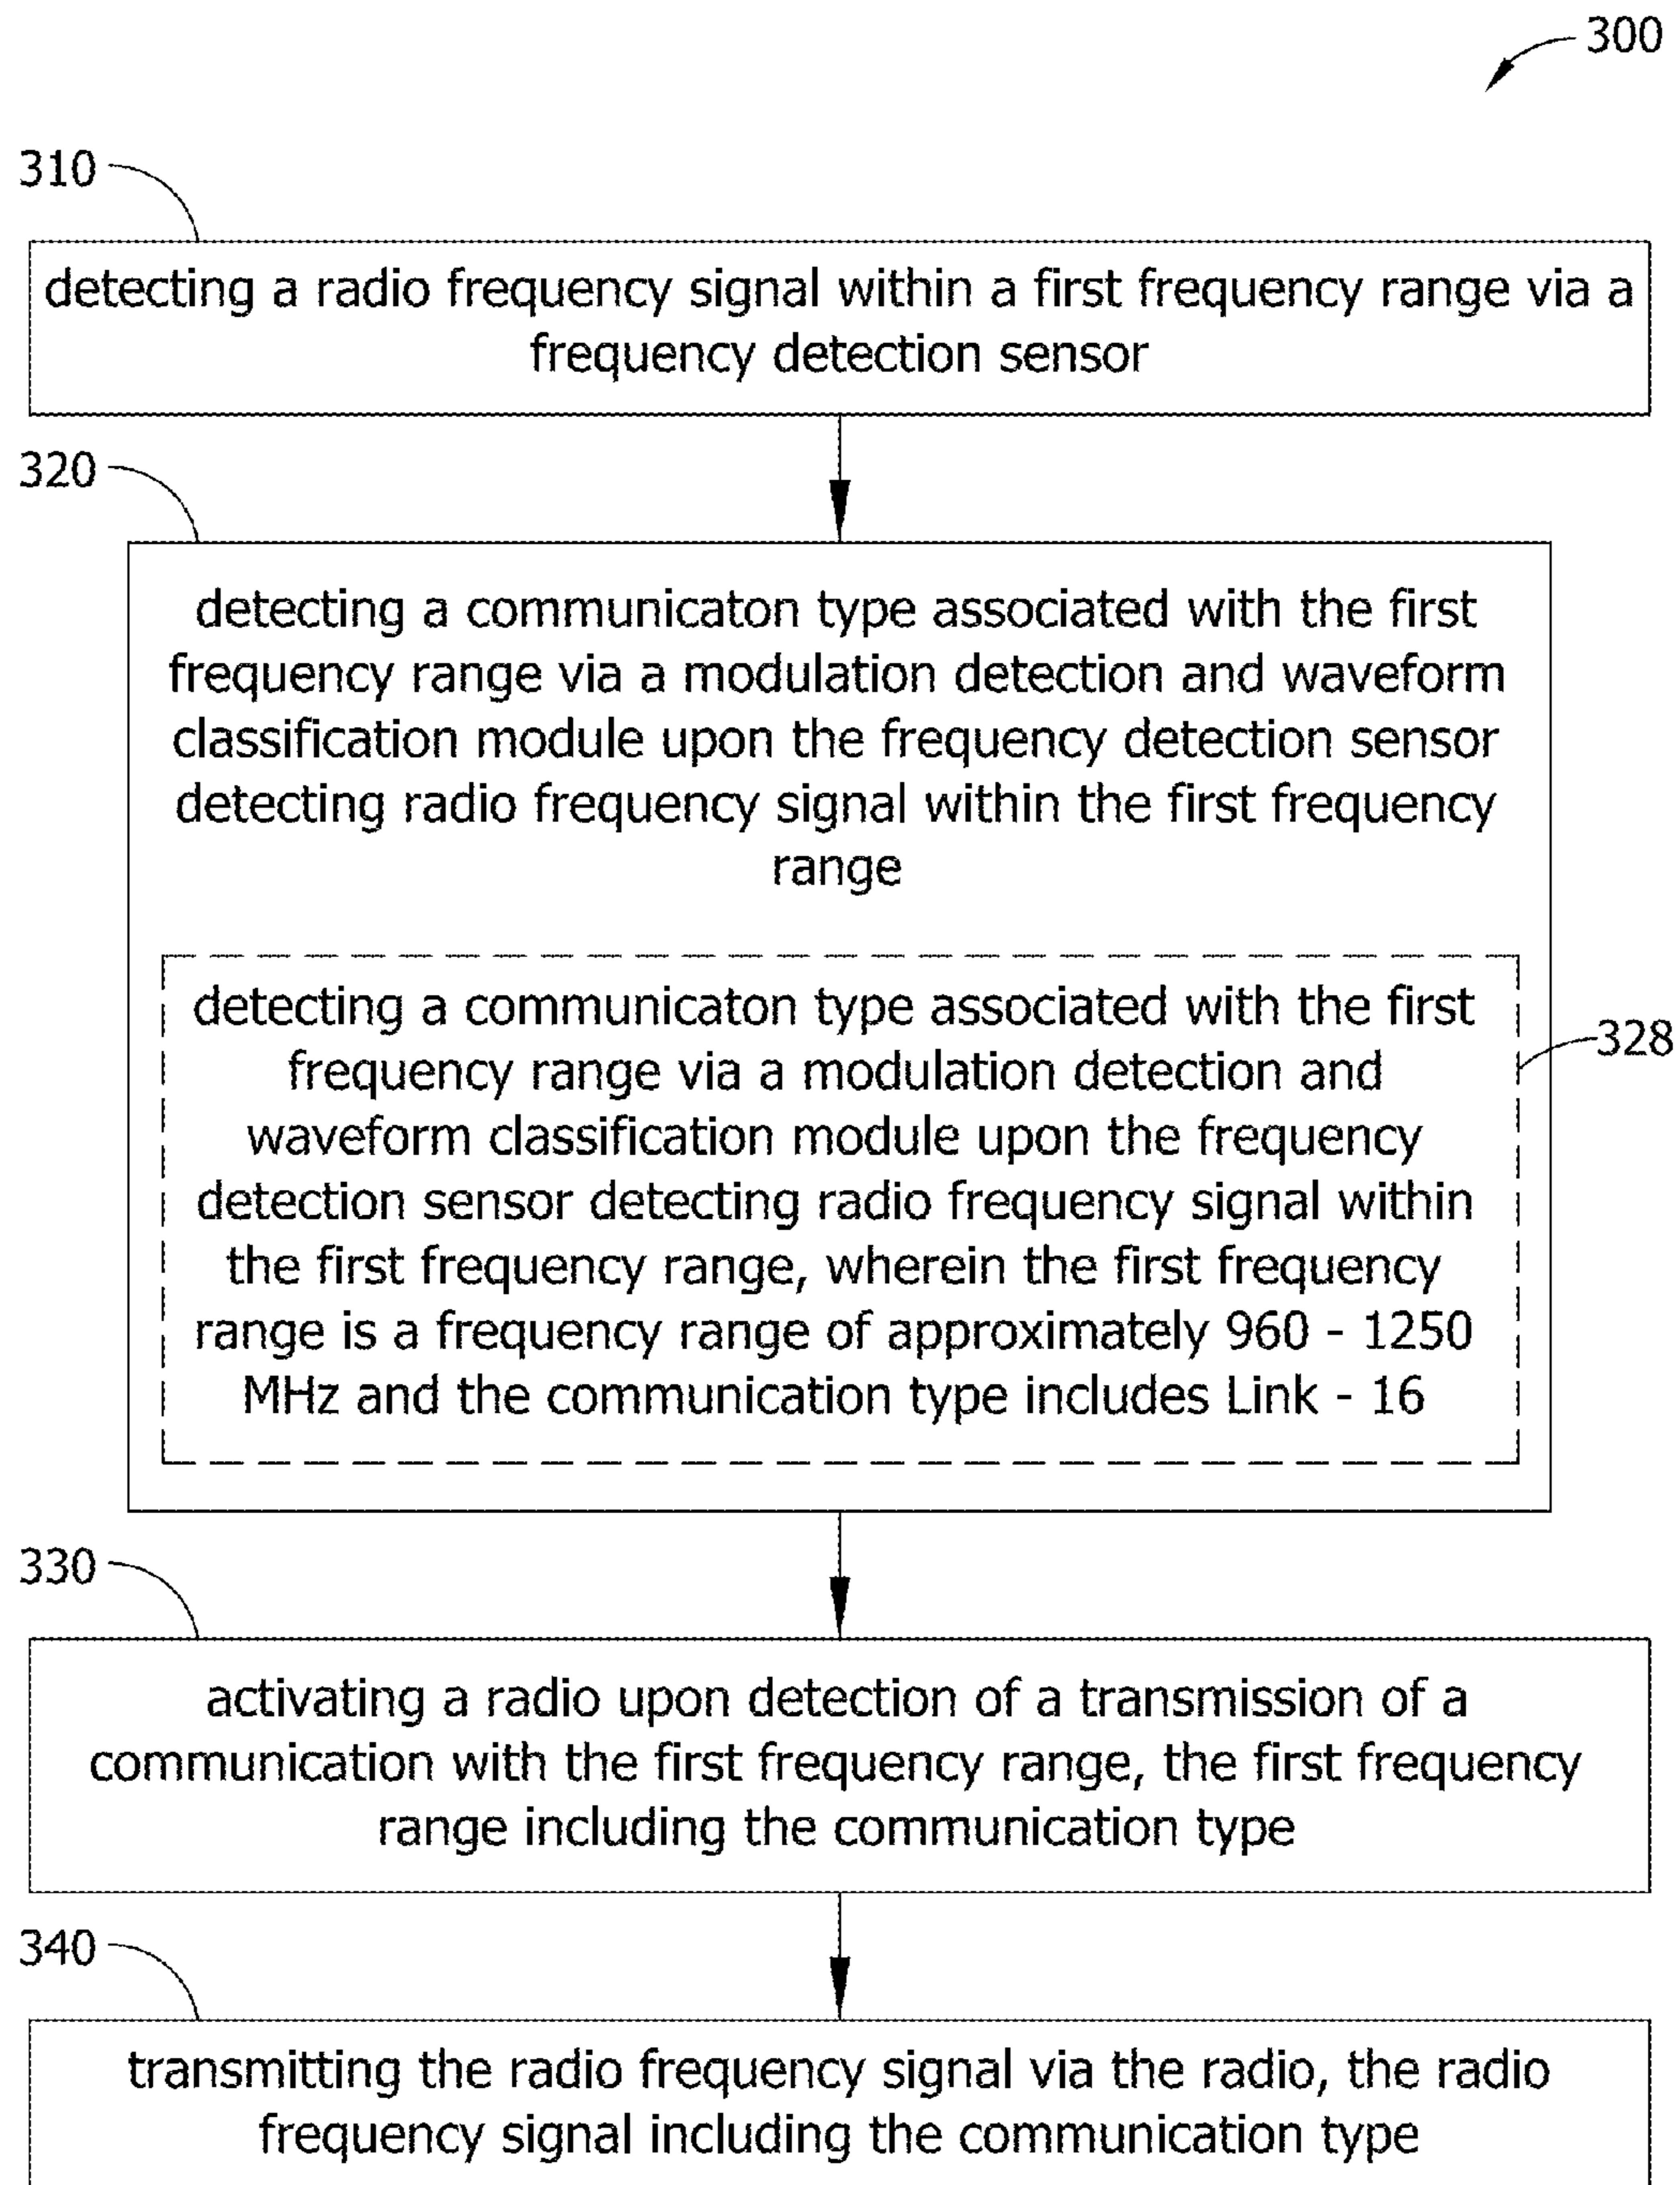 300
310
detecting a radio frequency signal within a first frequency range via a
frequency detection sensor
320
detecting a communicaton type associated with the first
frequency range via a modulation detection and waveform
classification module upon the frequency detection sensor
detecting radio frequency signal within the first frequency
range
detecting a communicaton type associated with the first
frequency range via a modulation detection and
waveform classification module upon the frequency
detection sensor detecting radio frequency signal within
the first frequency range, wherein the first frequency
range is a frequency range of approximately 960 - 1250
MHz and the communication type includes Link - 16
328
330
activating a radio upon detection of a transmission of a
communication with the first frequency range, the first frequency
range including the communication type
340
transmitting the radio frequency signal via the radio, the radio
frequency signal including the communication type